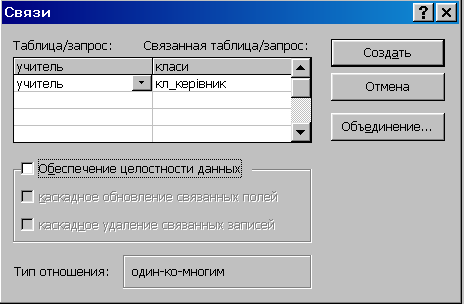 Связи
Таблица/запрос: Связанная таблица/запрос:
учитель класи
учитель кл_керівник
Создать
Отмена
Объединение...
Обеспечение целостности данных
каскадное обновление связанных полей
каскадное удаление связанных записей
Тип отношения: один-ко-многим